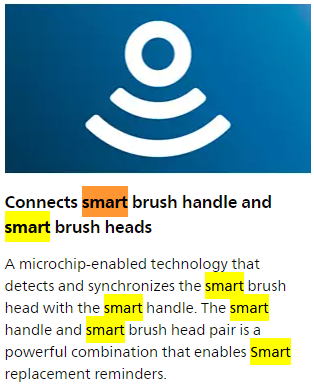 Connects smart brush handle and
smart brush heads
A microchip-enabled technology that
detects and synchronizes the smart brush
head with the smart handle. The smart
handle and smart brush head pair is a
powerful combination that enables Smart
replacement reminders.